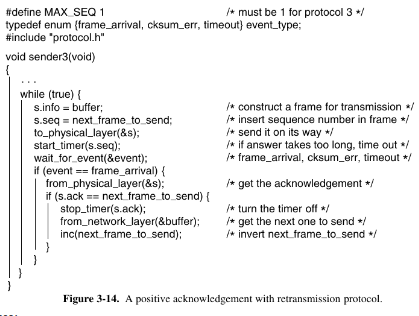 #define MAX_SEQ 1 /* must be 1 for protocol 3 */
typedef enum {frame_arrival, cksum_err, timeout} event_type;
#include "protocol.h"
void sender3(void)
{
. . .
while (true) {
s.info = buffer; /* construct a frame for transmission */
s.seq = next_frame_to_send; /* insert sequence number in frame */
to_physical_layer(&s); /* send it on its way */
start_timer(s.seq); /* if answer takes too long, time out */
wait_for_event(&event); /* frame_arrival, cksum_err, timeout */
if (event == frame_arrival) {
from_physical_layer(&s); /* get the acknowledgement */
if (s.ack == next_frame_to_send) {
stop_timer(s.ack); /* turn the timer off */
from_network_layer(&buffer); /* get the next one to send */
inc(next_frame_to_send); /* invert next_frame_to_send */
}
}
}
}
Figure 3-14. A positive acknowledgement with retransmission protocol.